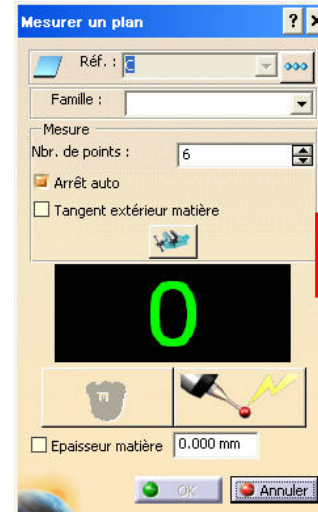 Mesurer un plan
Réf. : C
Famille :
Mesure
Nbr. de points : 6
Arrêt auto
Tangent extérieur matière
0
Epaisseur matière 0.000 mm
OK Annuler